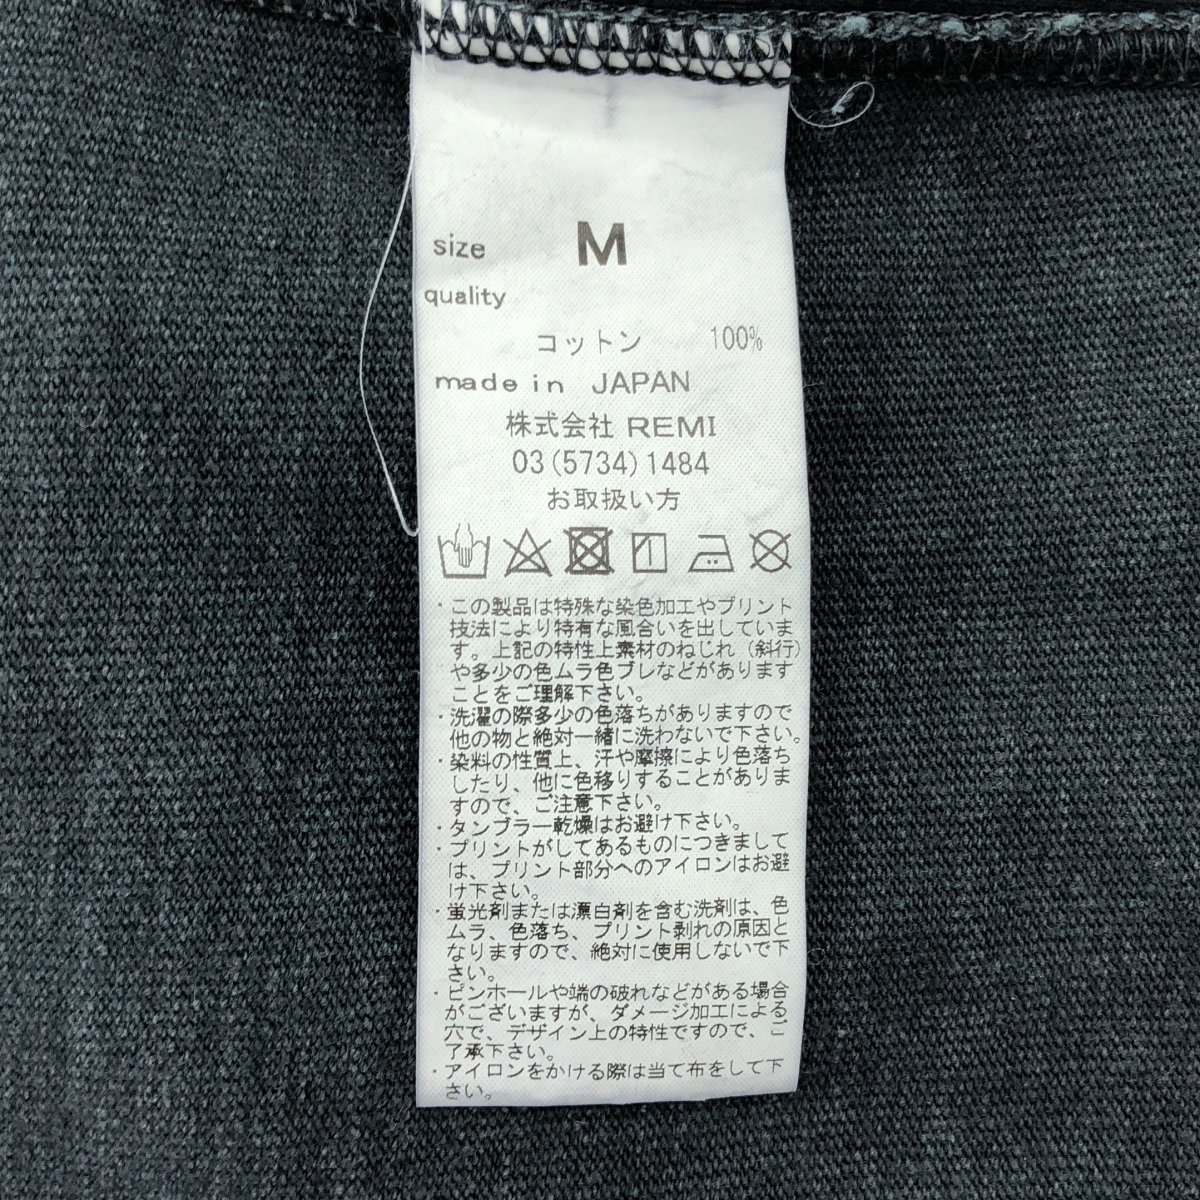 size M
quality
コットン 100%
made in JAPAN
株式会社 REMI
03(5734)1484
お取扱い方
・この製品は特殊な染色加工やプリント
技法により特有な風合いを出していま
す。上記の特性上素材のねじれ（斜行）
や多少の色ムラ色ブレなどがあります
ことをご理解下さい。
・洗濯の際多少の色落ちがありますので
他の物と絶対一緒に洗わないで下さい。
・染料の性質上、汗や摩擦により色落ち
したり、他に色移りすることがありま
すので、ご注意下さい。
・タンブラー乾燥はお避け下さい。
・プリントがしてあるものにつきまして
は、プリント部分へのアイロンはお避
け下さい。
・蛍光剤または漂白剤を含む洗剤は、色
ムラ、色落ち、プリント剥れの原因と
なりますので、絶対に使用しないで下
さい。
・ピンホールや端の破れなどがある場合
がございますが、ダメージ加工による
穴で、デザイン上の特性ですので、ご
了承下さい。
・アイロンをかける際は当て布をして下
さい。